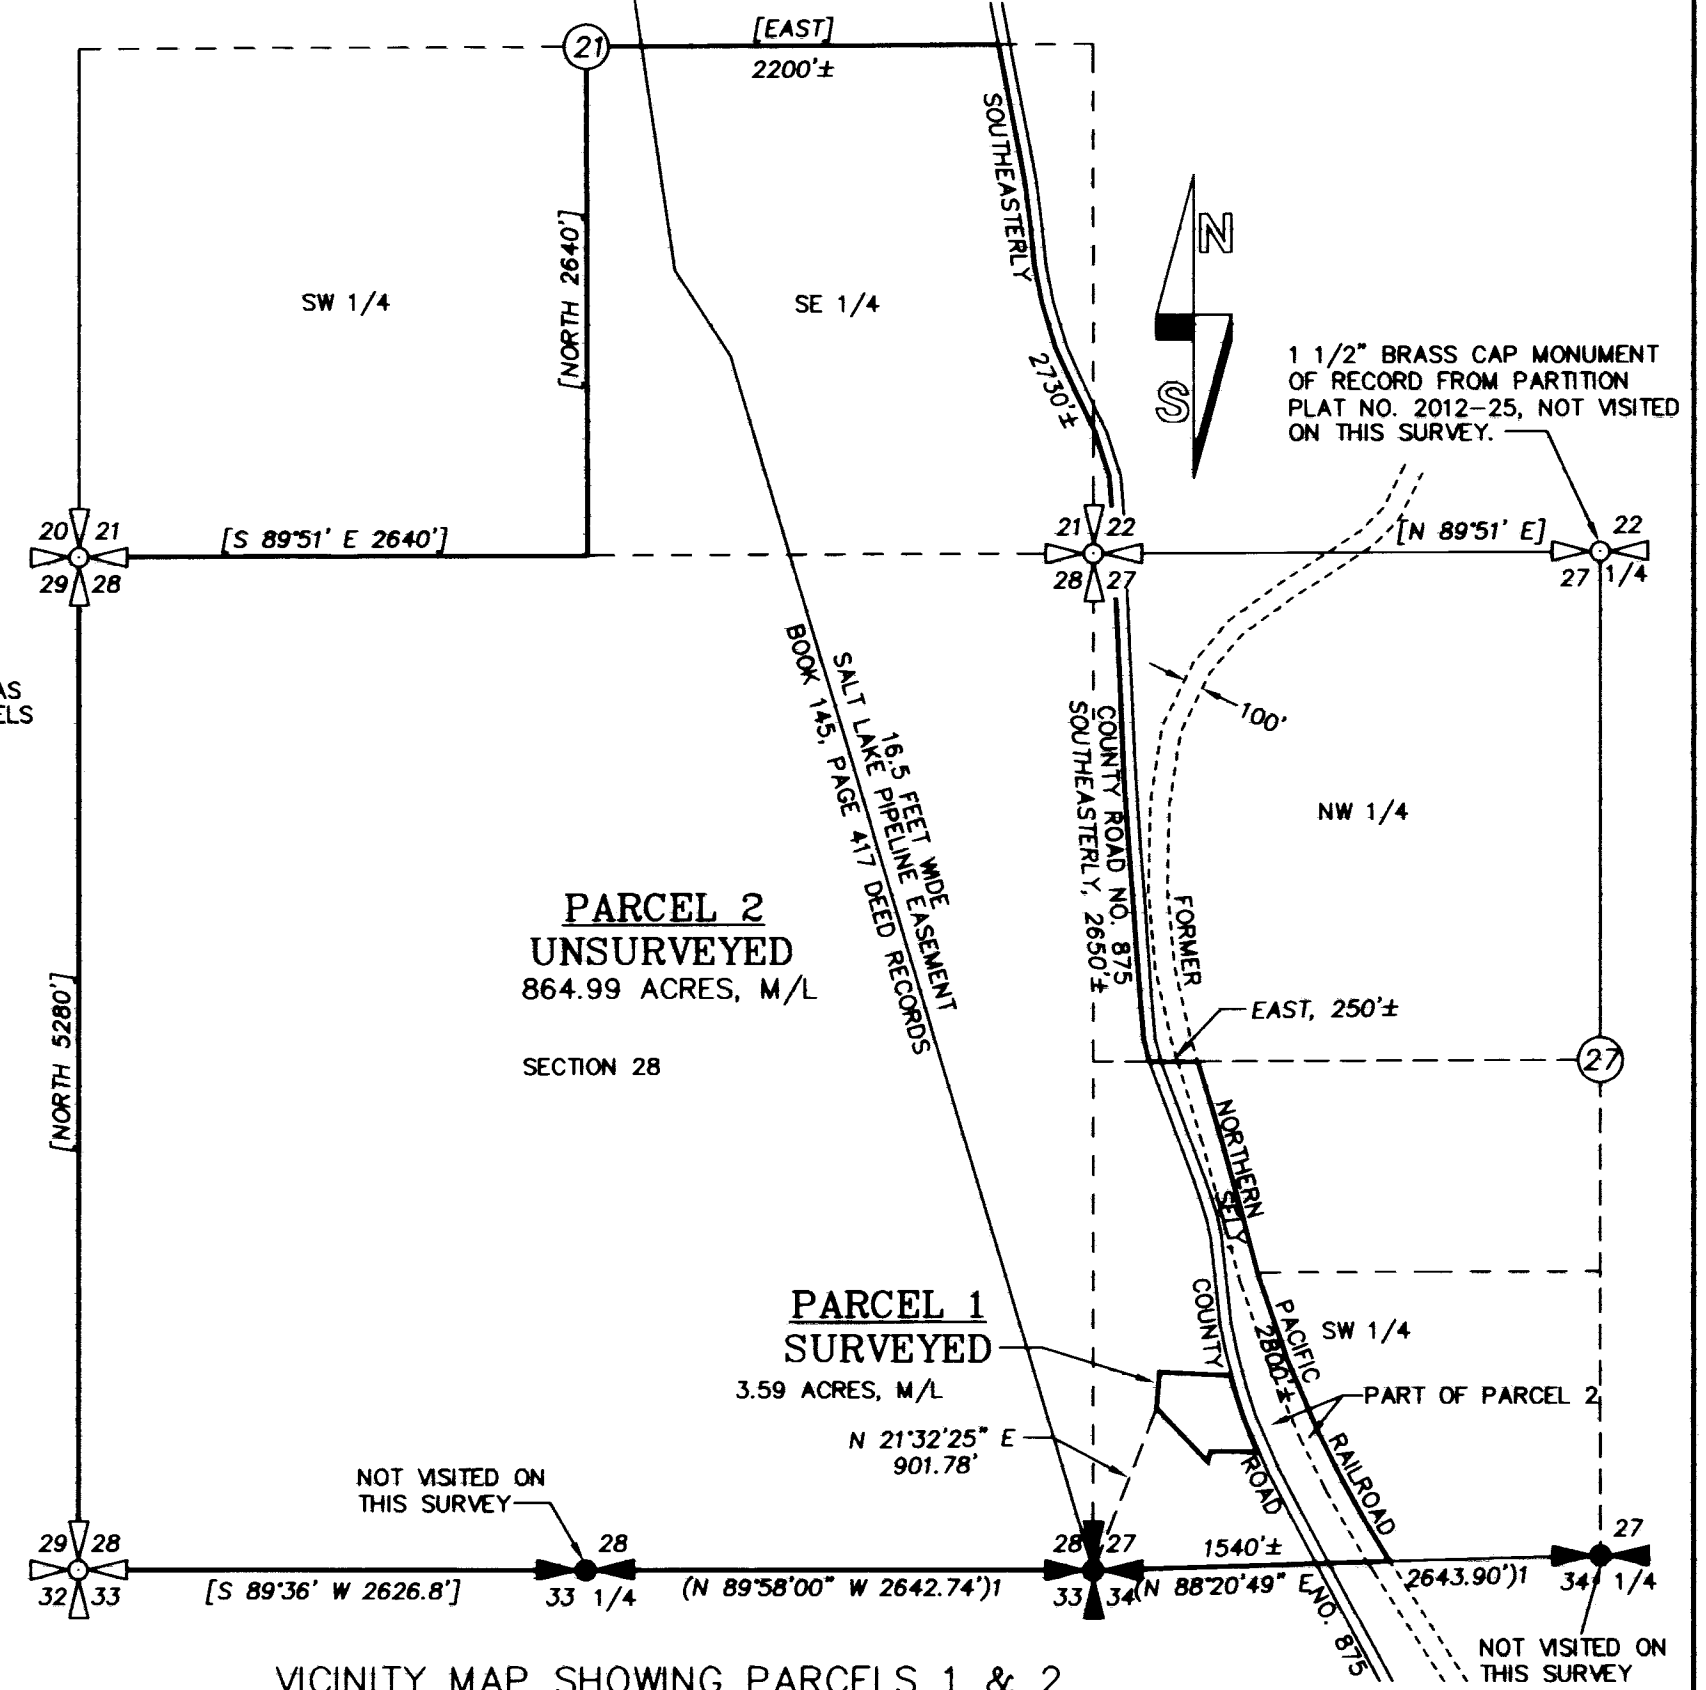 [EAST]
21
2200'±
SOUTHEASTERLY
N
[NORTH 2640']
SW 1/4
SE 1/4
S
2730'±
1 1/2" BRASS CAP MONUMENT
OF RECORD FROM PARTITION
PLAT NO. 2012-25, NOT VISITED
ON THIS SURVEY.
20 21
[S 89°51' E 2640']
21 22
[N 89°51' E]
22
29 28
28 27
27 1/4
AS
ELS
100'
16.5 FEET WIDE
SALT LAKE PIPELINE EASEMENT
BOOK 145, PAGE 417 DEED RECORDS
COUNTY ROAD NO. 875
SOUTHEASTERLY, 2650'±
NW 1/4
FORMER
PARCEL 2
UNSURVEYED
864.99 ACRES, M/L
[NORTH 5280']
EAST, 250'±
SECTION 28
27
NORTHERN
SELY,
PARCEL 1
SURVEYED
3.59 ACRES, M/L
COUNTY
PACIFIC
2800'±
SW 1/4
PART OF PARCEL 2
N 21°32'25" E
901.78'
ROAD
RAILROAD
NOT VISITED ON
THIS SURVEY
29 28
28
28 27
1540'±
27
32 33
[S 89°36' W 2626.8']
33 1/4
(N 89°58'00" W 2642.74')1
33 34
(N 88°20'49" E 2643.90')1
34 1/4
NO. 875
NOT VISITED ON
THIS SURVEY
VICINITY MAP SHOWING PARCELS 1 & 2